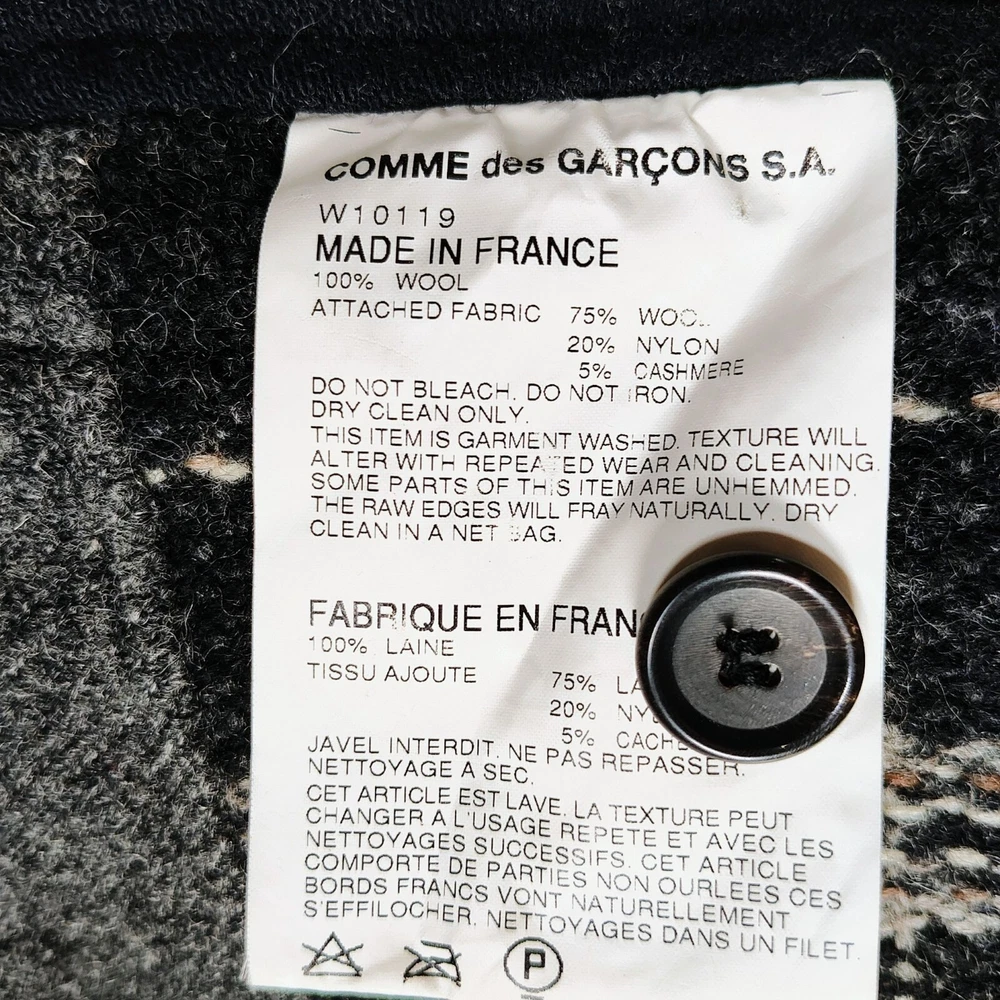 COMME des GARÇONS S.A.
W10119
MADE IN FRANCE
100% WOOL
ATTACHED FABRIC 75%
20% NYLON
5% CASHMERE
DO NOT BLEACH. DO NOT IRON.
DRY CLEAN ONLY.
THIS ITEM IS GARMENT WASHED. TEXTURE WILL
ALTER WITH REPEATED WEAR AND CLEANING.
SOME PARTS OF THIS ITEM ARE UNHEMMED.
THE RAW EDGES WILL FRAY NATURALLY. DRY
CLEAN IN A NET BAG.
FABRIQUE EN
100% LAINE
TISSU AJOUTE
75%
20%
5%
JAVEL INTERDIT. NE PAS REPASSER.
NETTOYAGE A SEC.
CET ARTICLE EST LAVE. LA TEXTURE PEUT
CHANGER A L'USAGE REPETE ET AVEC LES
NETTOYAGES SUCCESSIFS. CET ARTICLE
COMPORTE DE PARTIES NON OURLEES CES
BORDS FRANCS VONT NATURELLEMENT
S'EFFILOCHER. NETTOYAGES DANS UN FILET.
P